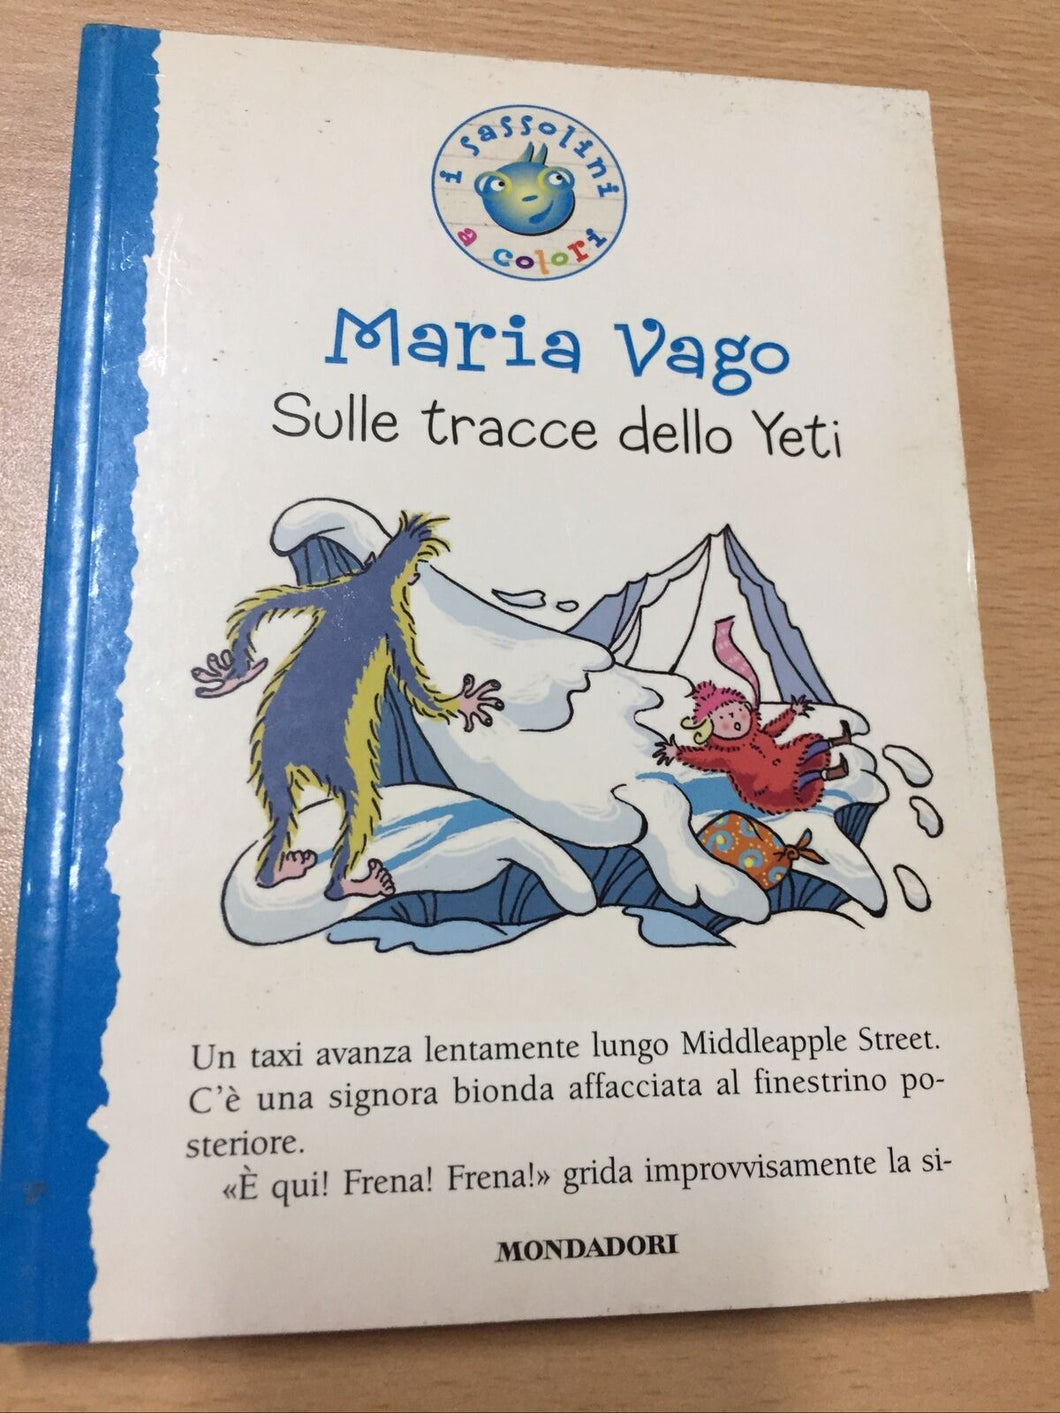 i sassolini
a colori
Maria Vago
Sulle tracce dello Yeti
Un taxi avanza lentamente lungo Middleapple Street.
C'è una signora bionda affacciata al finestrino po-
steriore.
«È qui! Frena! Frena!» grida improvvisamente la si-
MONDADORI